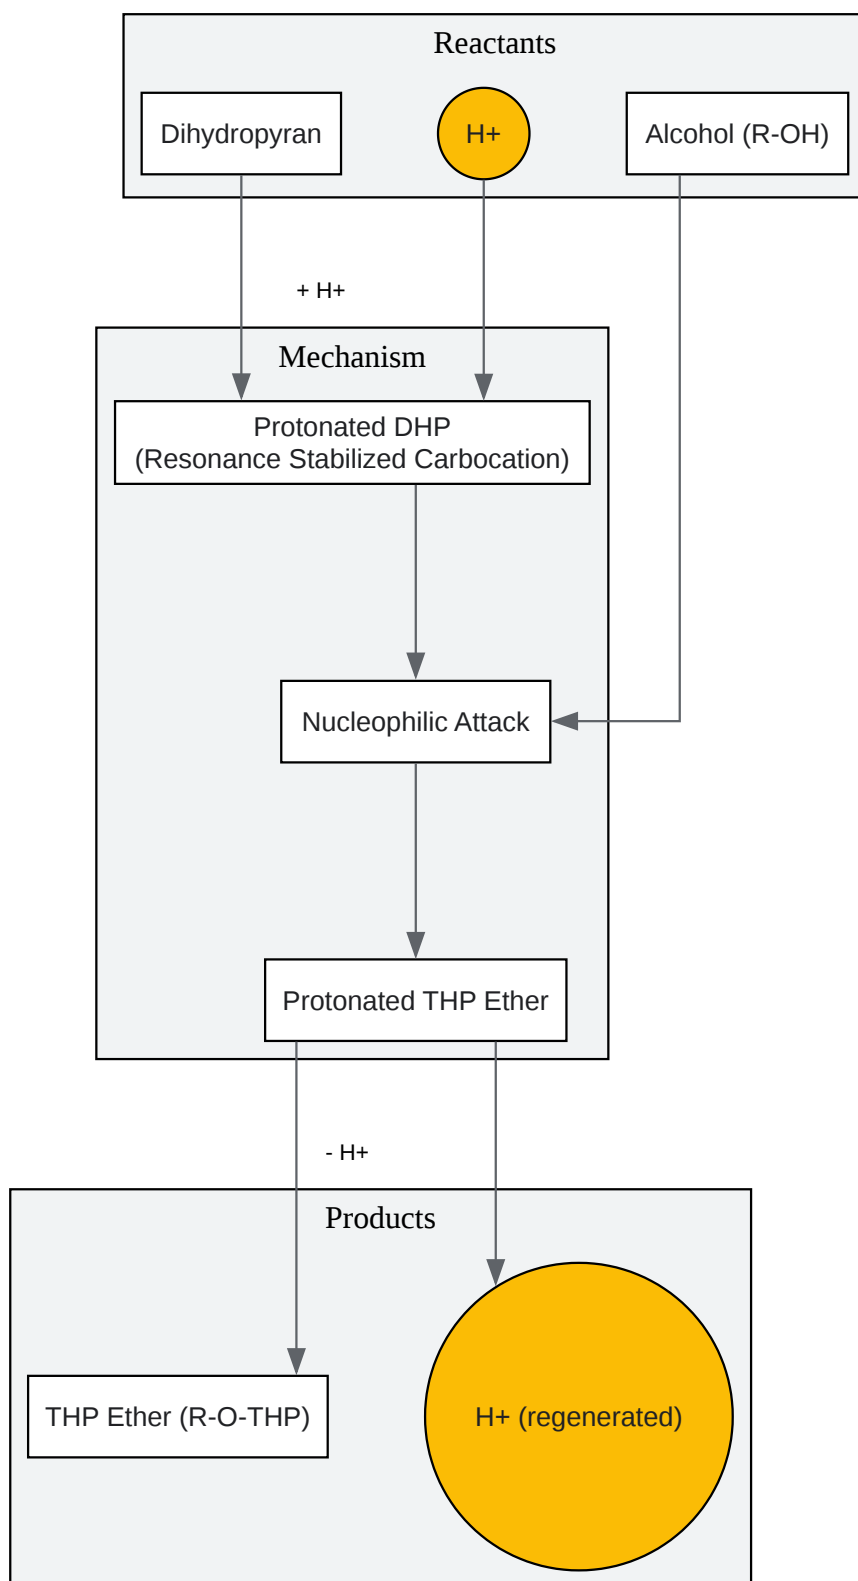 Reactants
Dihydropyran
H+
Alcohol (R-OH)
+ H+
Mechanism
Protonated DHP
(Resonance Stabilized Carbocation)
Nucleophilic Attack
Protonated THP Ether
- H+
Products
THP Ether (R-O-THP)
H+ (regenerated)